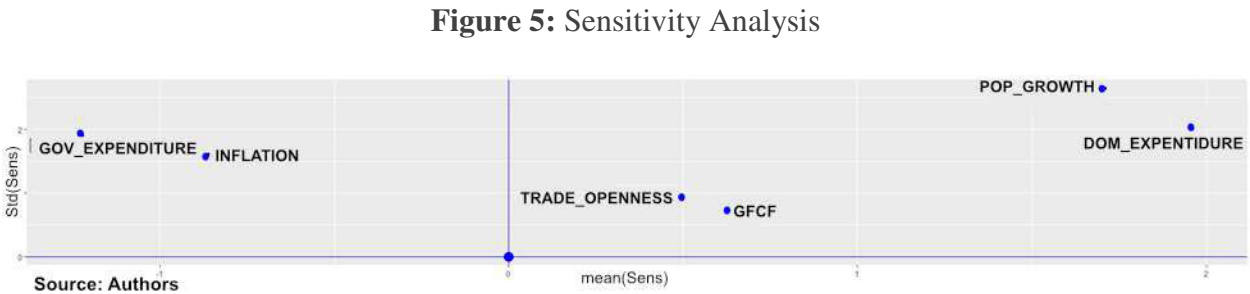 Figure 5: Sensitivity Analysis
POP_GROWTH
DOM_EXPENTIDURE
GOV_EXPENDITURE
INFLATION
TRADE_OPENNESS
GFCF
Std(Sens)
2
1
0
-1
0
1
2
mean(Sens)
Source: Authors